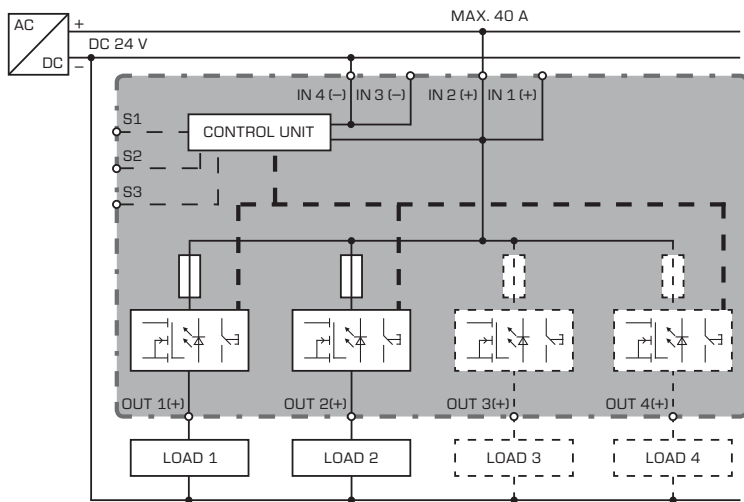 AC
DC
+
−
MAX. 40 A
DC 24 V
IN 4 (−) IN 3 (−) IN 2 (+) IN 1 (+)
S1
S2
S3
CONTROL UNIT
OUT 1(+) OUT 2(+) OUT 3(+) OUT 4(+)
LOAD 1 LOAD 2 LOAD 3 LOAD 4